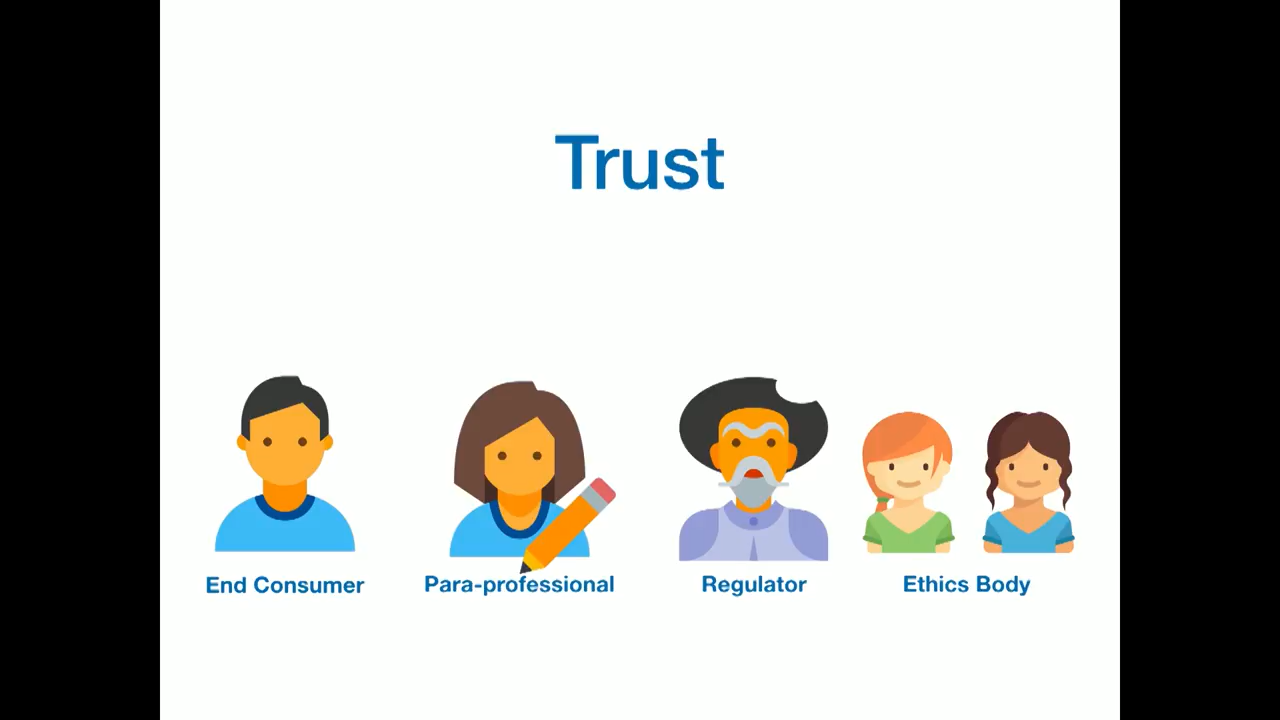 Trust
End Consumer
Para-professional
Regulator
Ethics Body